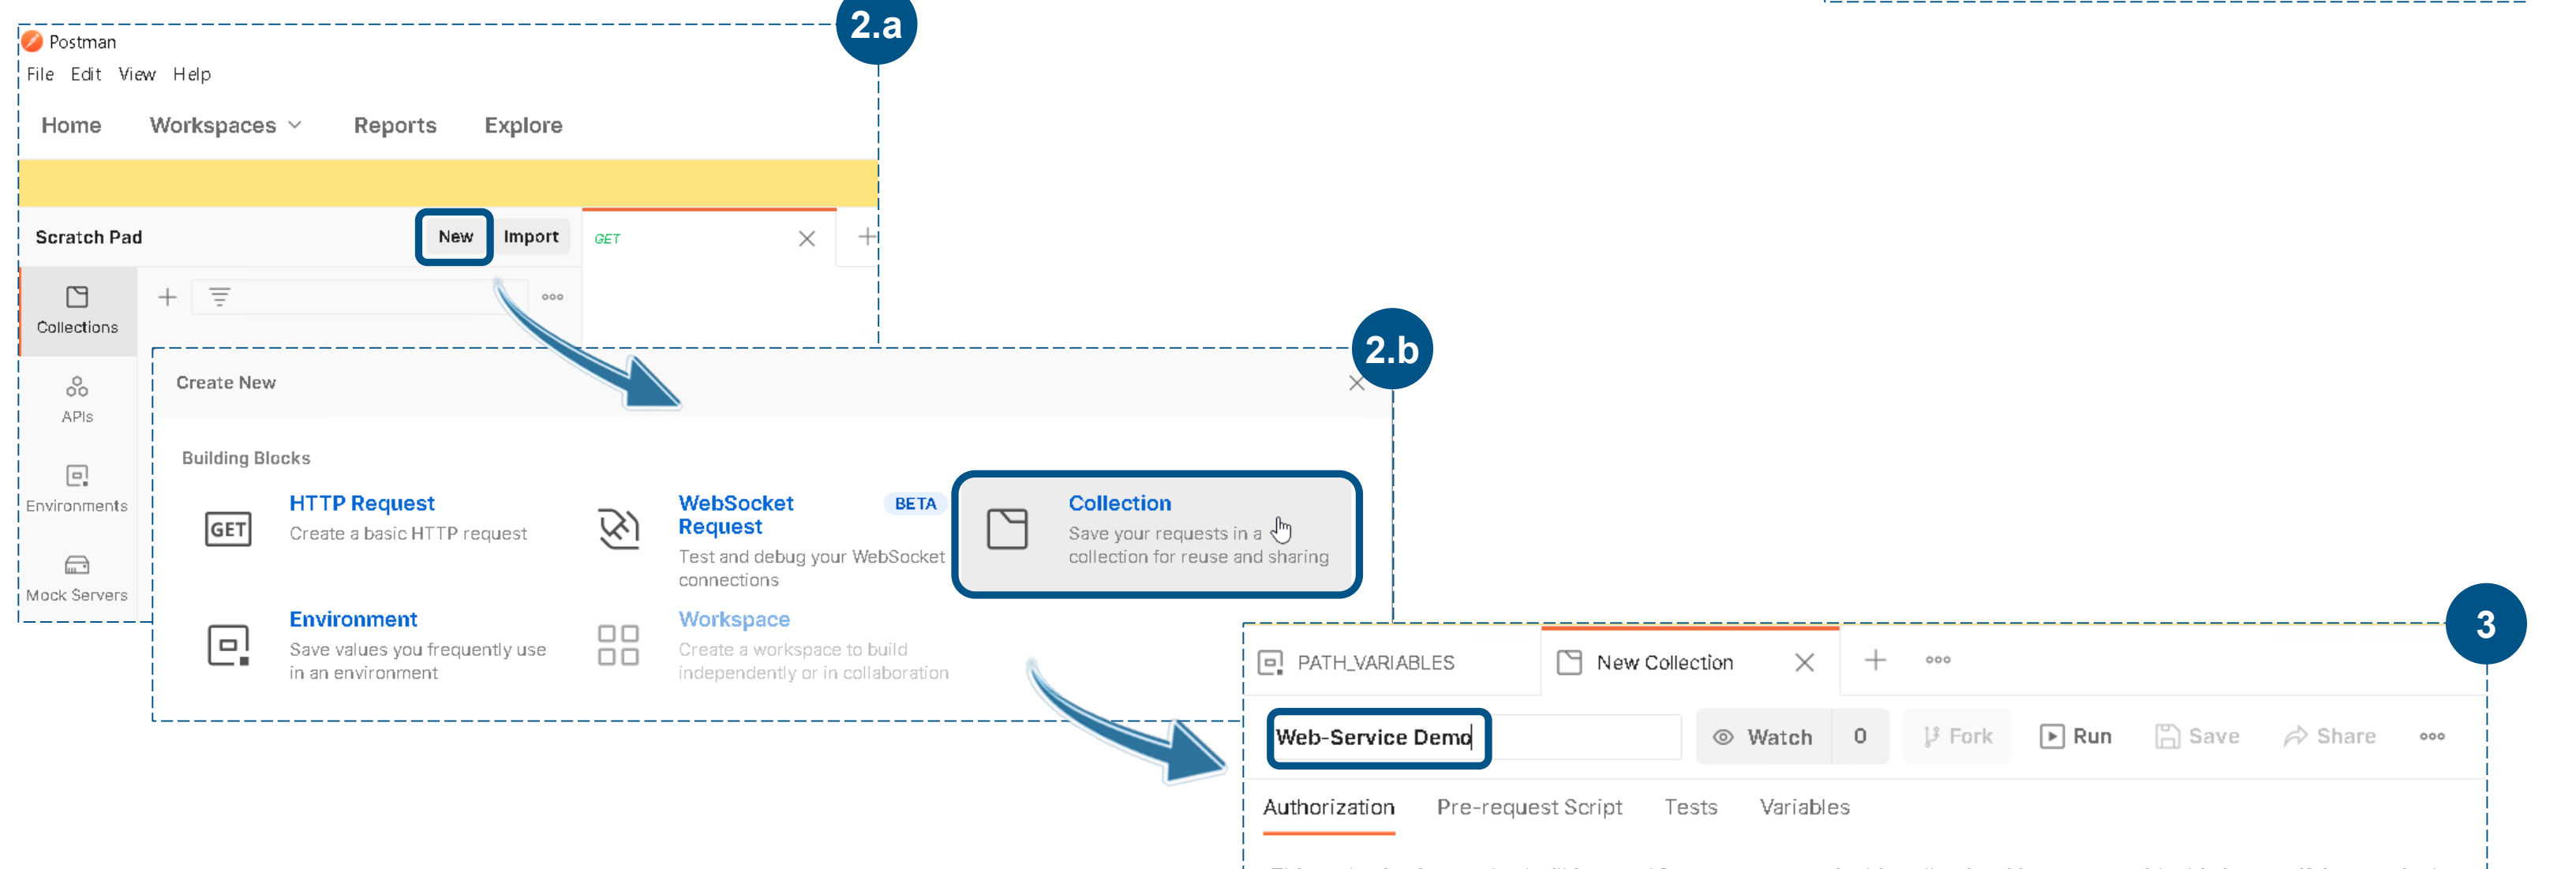 2.a
Postman
File Edit View Help
Home Workspaces Reports Explore
Scratch Pad New Import GET
Collections
APIs
Environments
Mock Servers
2.b
Create New
Building Blocks
HTTP Request
Create a basic HTTP request
WebSocket Request BETA
Test and debug your WebSocket
connections
Collection
Save your requests in a
collection for reuse and sharing
Environment
Save values you frequently use
in an environment
Workspace
Create a workspace to build
independently or in collaboration
3
PATH_VARIABLES New Collection
Web-Service Demo Watch 0 Fork Run Save Share
Authorization Pre-request Script Tests Variables